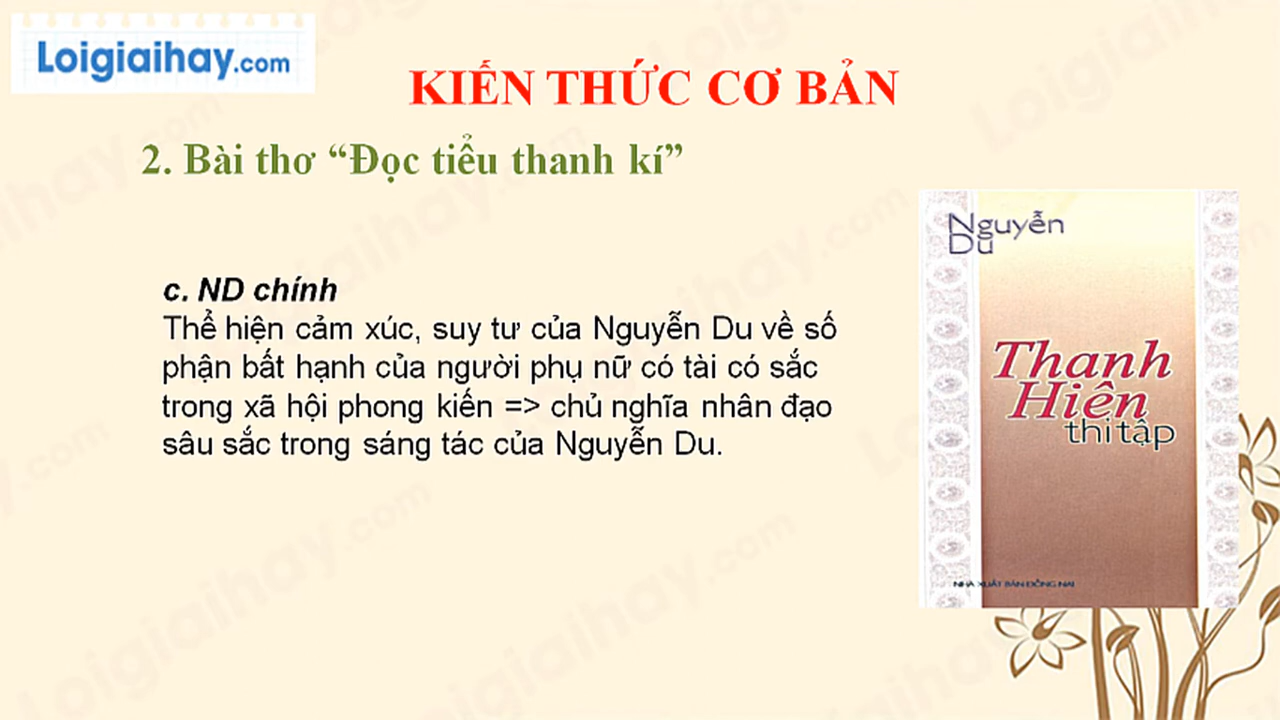 Loigiaihay.com
KIẾN THỨC CƠ BẢN
2. Bài thơ “Đọc tiểu thanh kí”
c. ND chính
Thể hiện cảm xúc, suy tư của Nguyễn Du về số
phận bất hạnh của người phụ nữ có tài có sắc
trong xã hội phong kiến => chủ nghĩa nhân đạo
sâu sắc trong sáng tác của Nguyễn Du.
Nguyễn
Du
Thanh
Hiên
thi tập
NHÀ XUẤT BẢN ĐỒNG NAI